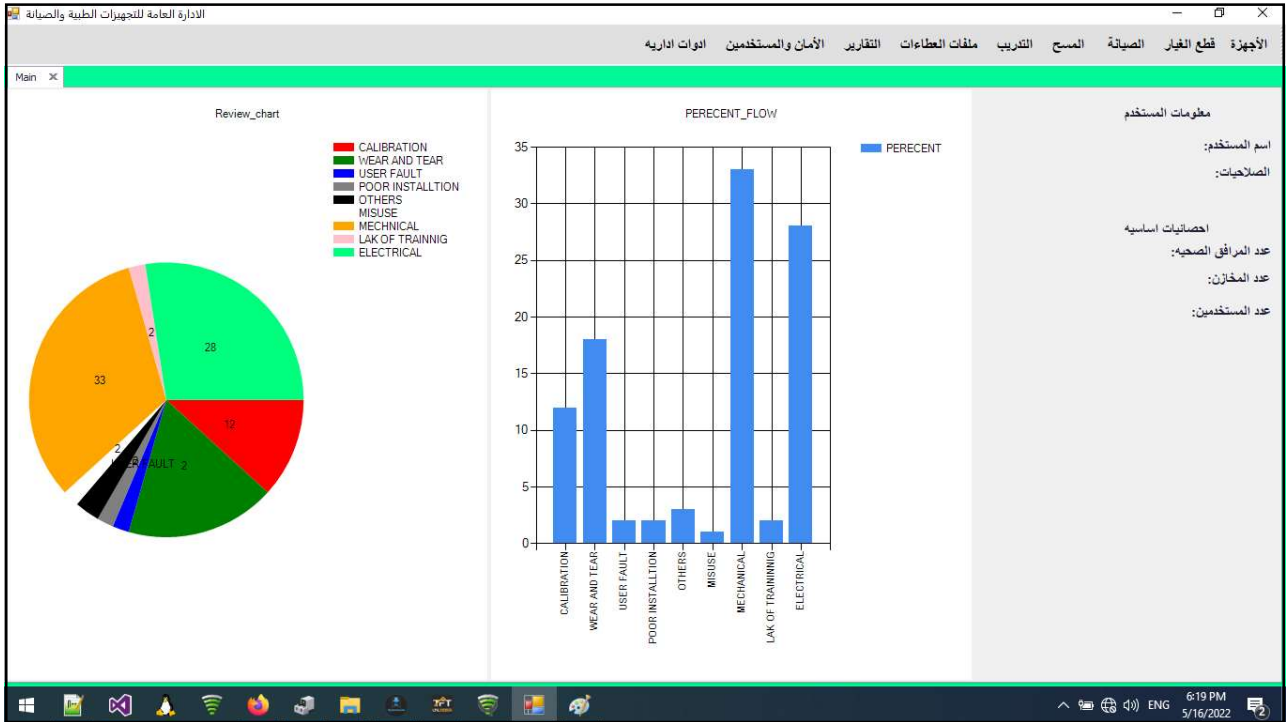 الادارة العامة للتجهيزات الطبية والصيانة
الأجهزة قطع الغيار الصيانة المسح التدريب ملفات العطاءات التقارير الأمان والمستخدمين ادوات اداريه
Main
Review_chart
CALIBRATION
WEAR AND TEAR
USER FAULT
POOR INSTALLTION
OTHERS
MISUSE
MECHNICAL
LAK OF TRAINNIG
ELECTRICAL
2
28
33
12
2
2
PERECENT_FLOW
PERECENT
35
30
25
20
15
10
5
0
CALIBRATION
WEAR AND TEAR
USER FAULT
POOR INSTALLTION
OTHERS
MISUSE
MECHANICAL
LAK OF TRAININNIG
ELECTRICAL
معلومات المستخدم
اسم المستخدم:
الصلاحيات:
احصائيات اساسيه
عدد المرافق الصحيه:
عدد المخازن:
عدد المستخدمين:
ENG
6:19 PM
5/16/2022
2